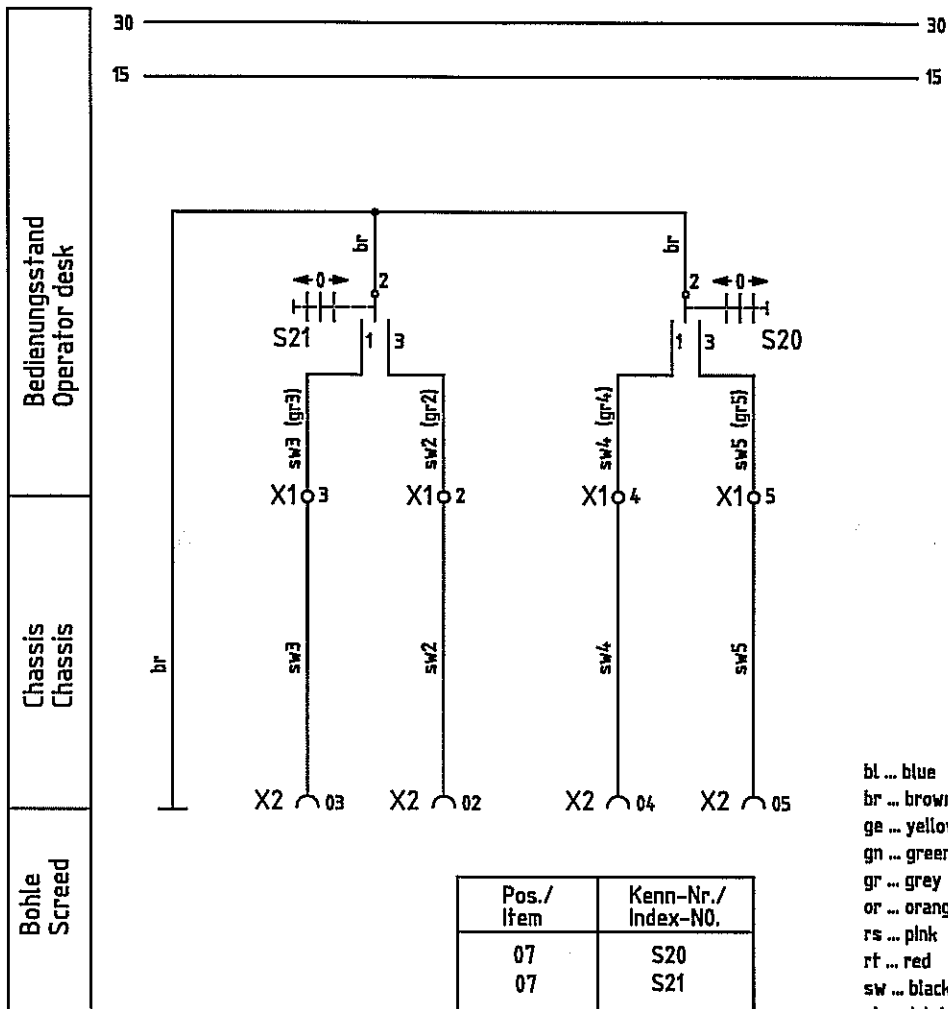 30 30
15 15
Bedienungsstand
Operator desk
br br
0 2 2 0
S21 1 3 1 3 S20
sw3 (gr3) sw2 (gr2) sw4 (gr4) sw5 (gr5)
X1 3 X1 2 X1 4 X1 5
Chassis
Chassis
br sw3 sw2 sw4 sw5
X2 03 X2 02 X2 04 X2 05
Bohle
Screed
Pos./ Kenn-Nr./
Item Index-NO.
07 S20
07 S21
bl ... blue
br ... brown
ge ... yellow
gn ... green
gr ... grey
or ... orang
rs ... pink
rt ... red
sw ... black